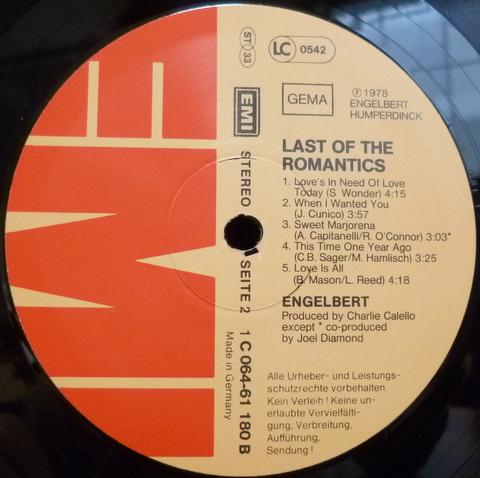 EMI
ST 33
LC 0542
GEMA
℗ 1978
ENGELBERT
HUMPERDINCK
EMI
STEREO
SEITE 2
1 C 064-61 180 B
Made in Germany
LAST OF THE
ROMANTICS
1. Love's In Need Of Love
Today (S. Wonder) 4:15
2. When I Wanted You
(J. Cunico) 3:57
3. Sweet Marjorena
(A. Capitanelli/R. O'Connor) 3:03*
4. This Time One Year Ago
(C.B. Sager/M. Hamlisch) 3:25
5. Love Is All
(B. Mason/L. Reed) 4:18
ENGELBERT
Produced by Charlie Calello
except * co-produced
by Joel Diamond
Alle Urheber- und Leistungs-
schutzrechte vorbehalten.
Kein Verleih! Keine un-
erlaubte Vervielfälti-
gung, Verbreitung,
Aufführung,
Sendung!